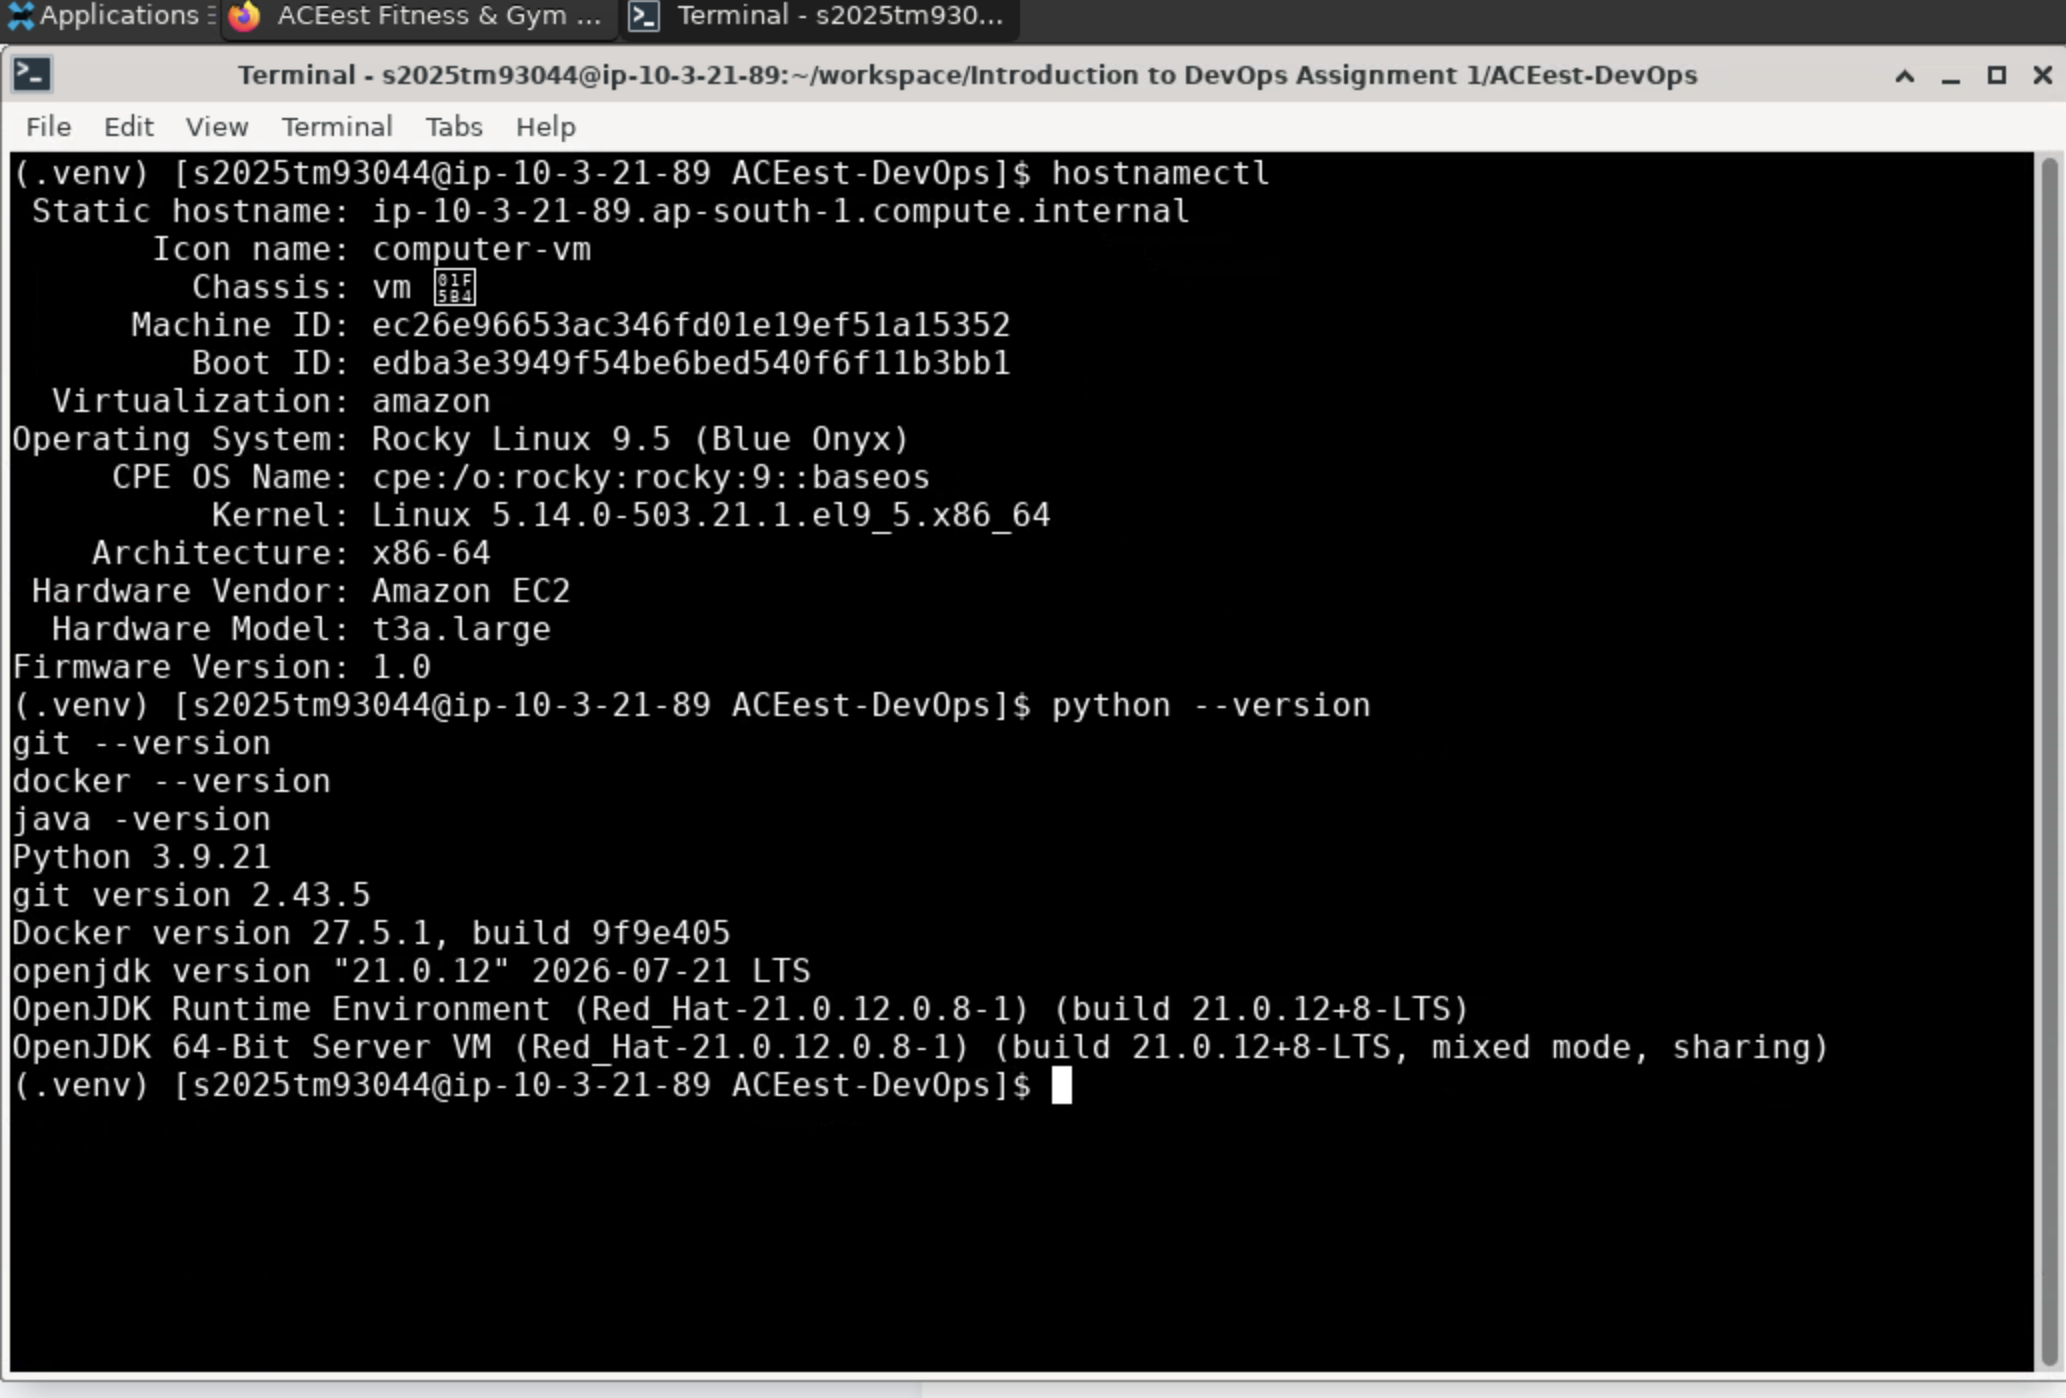 Applications
ACEest Fitness & Gym ...
Terminal - s2025tm930...
Terminal - s2025tm93044@ip-10-3-21-89:~/workspace/Introduction to DevOps Assignment 1/ACEest-DevOps
File Edit View Terminal Tabs Help
(.venv) [s2025tm93044@ip-10-3-21-89 ACEest-DevOps]$ hostnamectl
Static hostname: ip-10-3-21-89.ap-south-1.compute.internal
Icon name: computer-vm
Chassis: vm
Machine ID: ec26e96653ac346fd01e19ef51a15352
Boot ID: edba3e3949f54be6bed540f6f11b3bb1
Virtualization: amazon
Operating System: Rocky Linux 9.5 (Blue Onyx)
CPE OS Name: cpe:/o:rocky:rocky:9::baseos
Kernel: Linux 5.14.0-503.21.1.el9_5.x86_64
Architecture: x86-64
Hardware Vendor: Amazon EC2
Hardware Model: t3a.large
Firmware Version: 1.0
(.venv) [s2025tm93044@ip-10-3-21-89 ACEest-DevOps]$ python --version
git --version
docker --version
java -version
Python 3.9.21
git version 2.43.5
Docker version 27.5.1, build 9f9e405
openjdk version "21.0.12" 2026-07-21 LTS
OpenJDK Runtime Environment (Red_Hat-21.0.12.0.8-1) (build 21.0.12+8-LTS)
OpenJDK 64-Bit Server VM (Red_Hat-21.0.12.0.8-1) (build 21.0.12+8-LTS, mixed mode, sharing)
(.venv) [s2025tm93044@ip-10-3-21-89 ACEest-DevOps]$